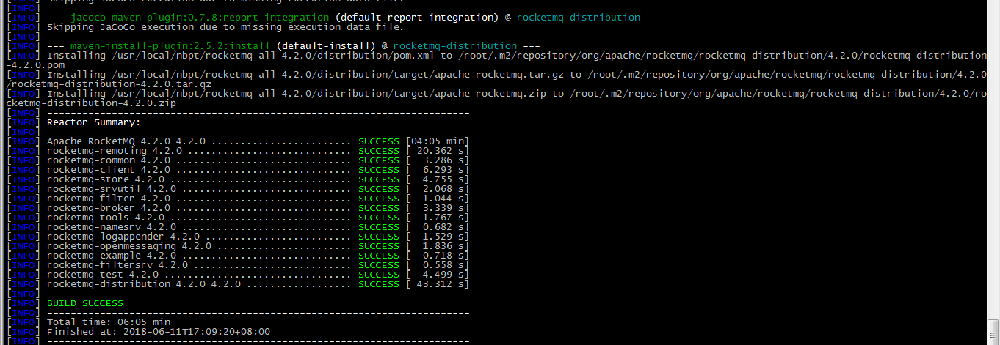 [INFO] Skipping JaCoCo execution due to missing execution data file.
[INFO]
[INFO] --- jacoco-maven-plugin:0.7.8:report-integration (default-report-integration) @ rocketmq-distribution ---
[INFO] Skipping JaCoCo execution due to missing execution data file.
[INFO]
[INFO] --- maven-install-plugin:2.5.2:install (default-install) @ rocketmq-distribution ---
[INFO] Installing /usr/local/nbpt/rocketmq-all-4.2.0/distribution/pom.xml to /root/.m2/repository/org/apache/rocketmq/rocketmq-distribution/4.2.0/rocketmq-distribution
-4.2.0.pom
[INFO] Installing /usr/local/nbpt/rocketmq-all-4.2.0/distribution/target/apache-rocketmq.tar.gz to /root/.m2/repository/org/apache/rocketmq/rocketmq-distribution/4.2.0
/rocketmq-distribution-4.2.0.tar.gz
[INFO] Installing /usr/local/nbpt/rocketmq-all-4.2.0/distribution/target/apache-rocketmq.zip to /root/.m2/repository/org/apache/rocketmq/rocketmq-distribution/4.2.0/ro
cketmq-distribution-4.2.0.zip
[INFO] ------------------------------------------------------------------------
[INFO] Reactor Summary:
[INFO]
[INFO] Apache RocketMQ 4.2.0 4.2.0 ........................ SUCCESS [04:05 min]
[INFO] rocketmq-remoting 4.2.0 ............................ SUCCESS [ 20.362 s]
[INFO] rocketmq-common 4.2.0 .............................. SUCCESS [  3.286 s]
[INFO] rocketmq-client 4.2.0 .............................. SUCCESS [  6.293 s]
[INFO] rocketmq-store 4.2.0 ............................... SUCCESS [  4.755 s]
[INFO] rocketmq-srvutil 4.2.0 ............................. SUCCESS [  2.068 s]
[INFO] rocketmq-filter 4.2.0 .............................. SUCCESS [  1.044 s]
[INFO] rocketmq-broker 4.2.0 .............................. SUCCESS [  3.339 s]
[INFO] rocketmq-tools 4.2.0 ............................... SUCCESS [  1.767 s]
[INFO] rocketmq-namesrv 4.2.0 ............................. SUCCESS [  0.682 s]
[INFO] rocketmq-logappender 4.2.0 ......................... SUCCESS [  1.529 s]
[INFO] rocketmq-openmessaging 4.2.0 ....................... SUCCESS [  1.836 s]
[INFO] rocketmq-example 4.2.0 ............................. SUCCESS [  0.718 s]
[INFO] rocketmq-filtersrv 4.2.0 ........................... SUCCESS [  0.558 s]
[INFO] rocketmq-test 4.2.0 ................................ SUCCESS [  4.499 s]
[INFO] rocketmq-distribution 4.2.0 4.2.0 .................. SUCCESS [ 43.312 s]
[INFO] ------------------------------------------------------------------------
[INFO] BUILD SUCCESS
[INFO] ------------------------------------------------------------------------
[INFO] Total time: 06:05 min
[INFO] Finished at: 2018-06-11T17:09:20+08:00
[INFO] ------------------------------------------------------------------------